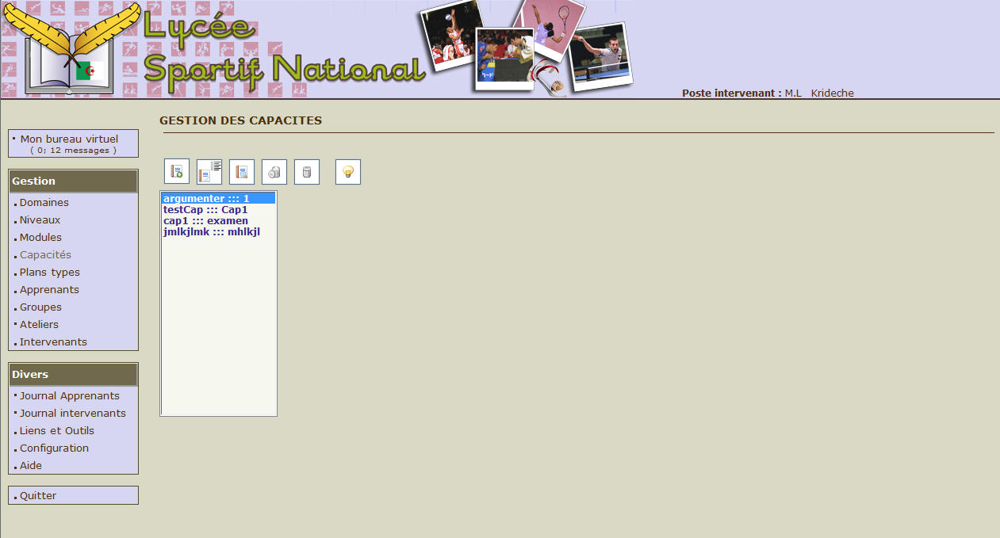 Lycée
Sportif National
Poste intervenant : M.L Krideche
GESTION DES CAPACITES
Mon bureau virtuel
( 0; 12 messages )
Gestion
Domaines
Niveaux
Modules
Capacités
Plans types
Apprenants
Groupes
Ateliers
Intervenants
Divers
Journal Apprenants
Journal intervenants
Liens et Outils
Configuration
Aide
Quitter
argumenter ::: 1
testCap ::: Cap1
cap1 ::: examen
jmlkjlmk ::: mhlkjl